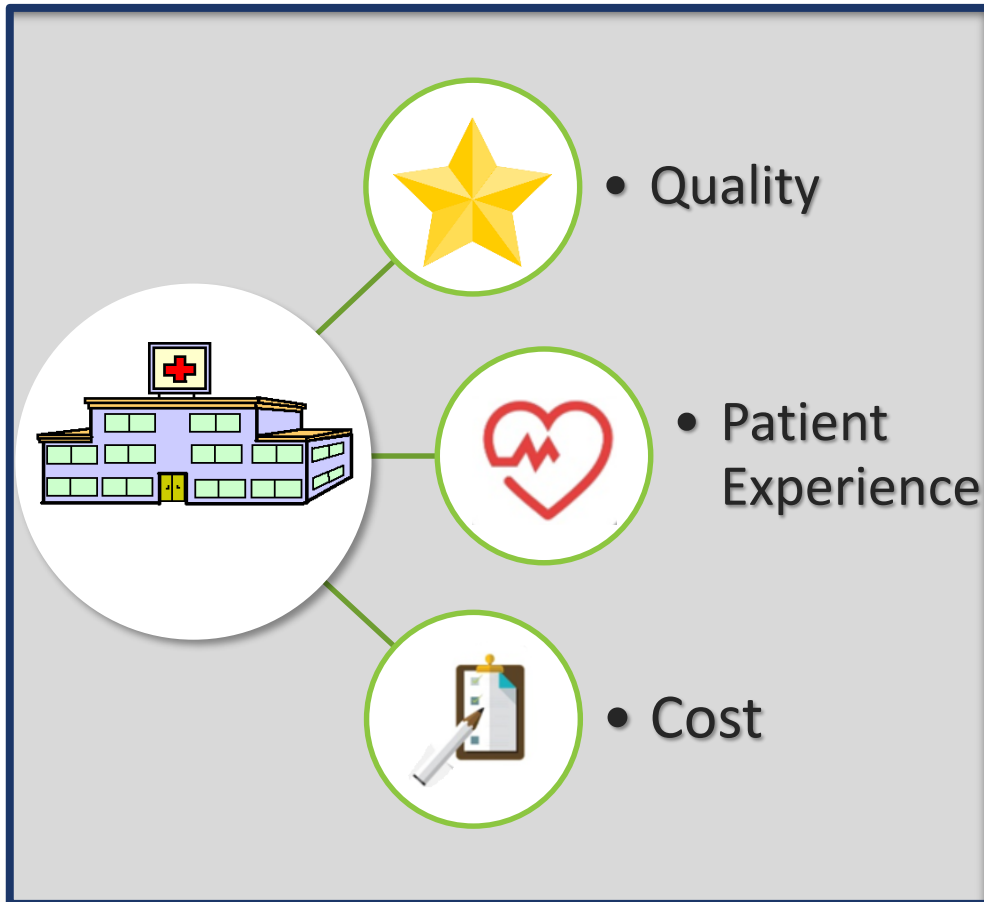 • Quality
• Patient
Experience
• Cost